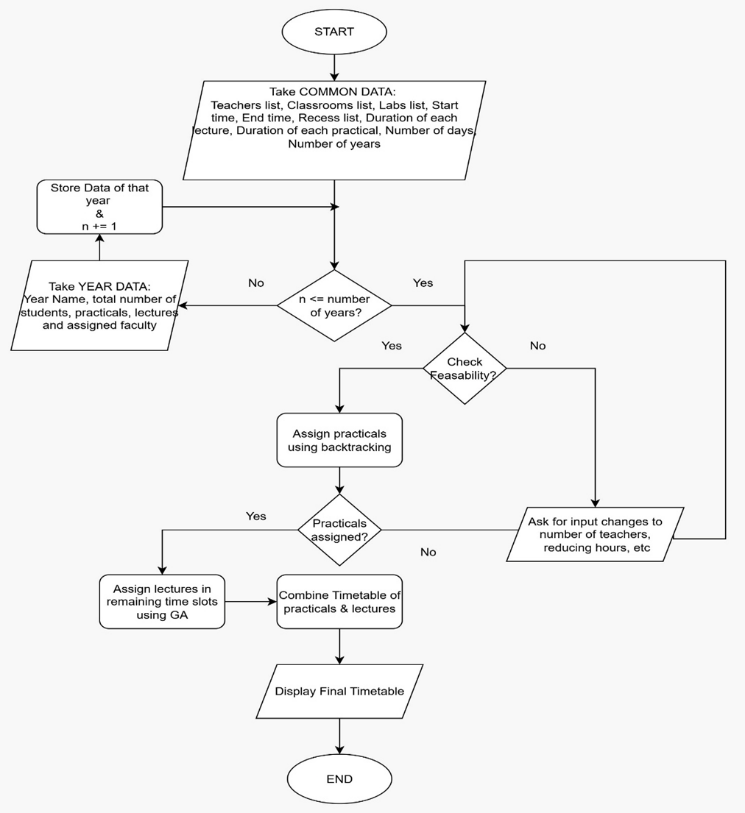 START
Take COMMON DATA:
Teachers list, Classrooms list, Labs list, Start
time, End time, Recess list, Duration of each
lecture, Duration of each practical, Number of days,
Number of years
Store Data of that
year
&
n += 1
Take YEAR DATA:
Year Name, total number of
students, practicals, lectures
and assigned faculty
No
n <= number
of years?
Yes
Yes
Check
Feasability?
No
Assign practicals
using backtracking
Yes
Practicals
assigned?
No
Ask for input changes to
number of teachers,
reducing hours, etc
Assign lectures in
remaining time slots
using GA
Combine Timetable of
practicals & lectures
Display Final Timetable
END